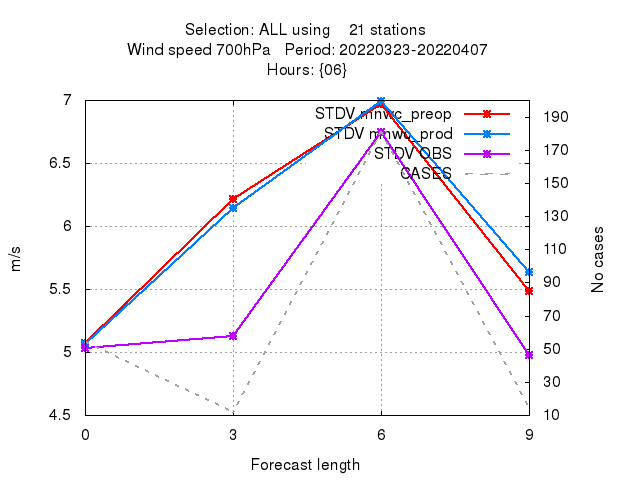 Selection: ALL using 21 stations
Wind speed 700hPa Period: 20220323-20220407
Hours: {06}
STDV mnwc_preop
STDV mnwc_prod
STDV OBS
CASES
7
6.5
6
5.5
5
4.5
190
170
150
130
110
90
70
50
30
10
m/s
No cases
0 3 6 9
Forecast length